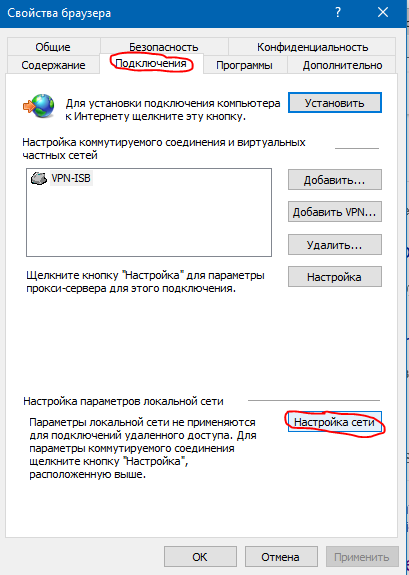 Свойства браузера
Общие Безопасность Конфиденциальность
Содержание Подключения Программы Дополнительно
Для установки подключения компьютера
к Интернету щелкните эту кнопку.
Установить
Настройка коммутируемого соединения и виртуальных
частных сетей
VPN-ISB
Добавить...
Добавить VPN...
Удалить...
Щелкните кнопку "Настройка" для параметры
прокси-сервера для этого подключения.
Настройка
Настройка параметров локальной сети
Параметры локальной сети не применяются
для подключений удаленного доступа. Для
параметры коммутируемого соединения
щелкните кнопку "Настройка",
расположенную выше.
Настройка сети
ОК Отмена Применить